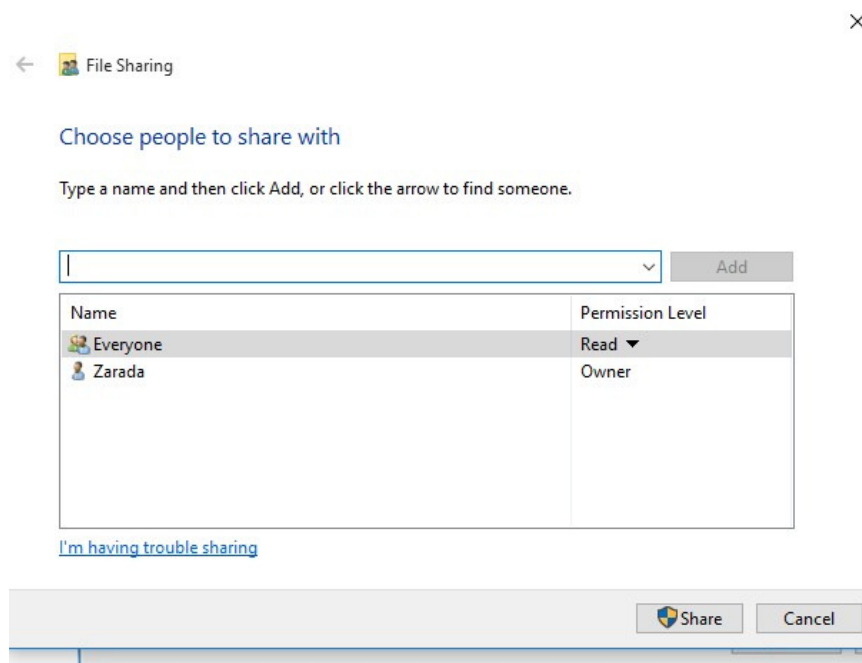 File Sharing
Choose people to share with
Type a name and then click Add, or click the arrow to find someone.
Add
Name Permission Level
Everyone Read
Zarada Owner
I'm having trouble sharing
Share Cancel